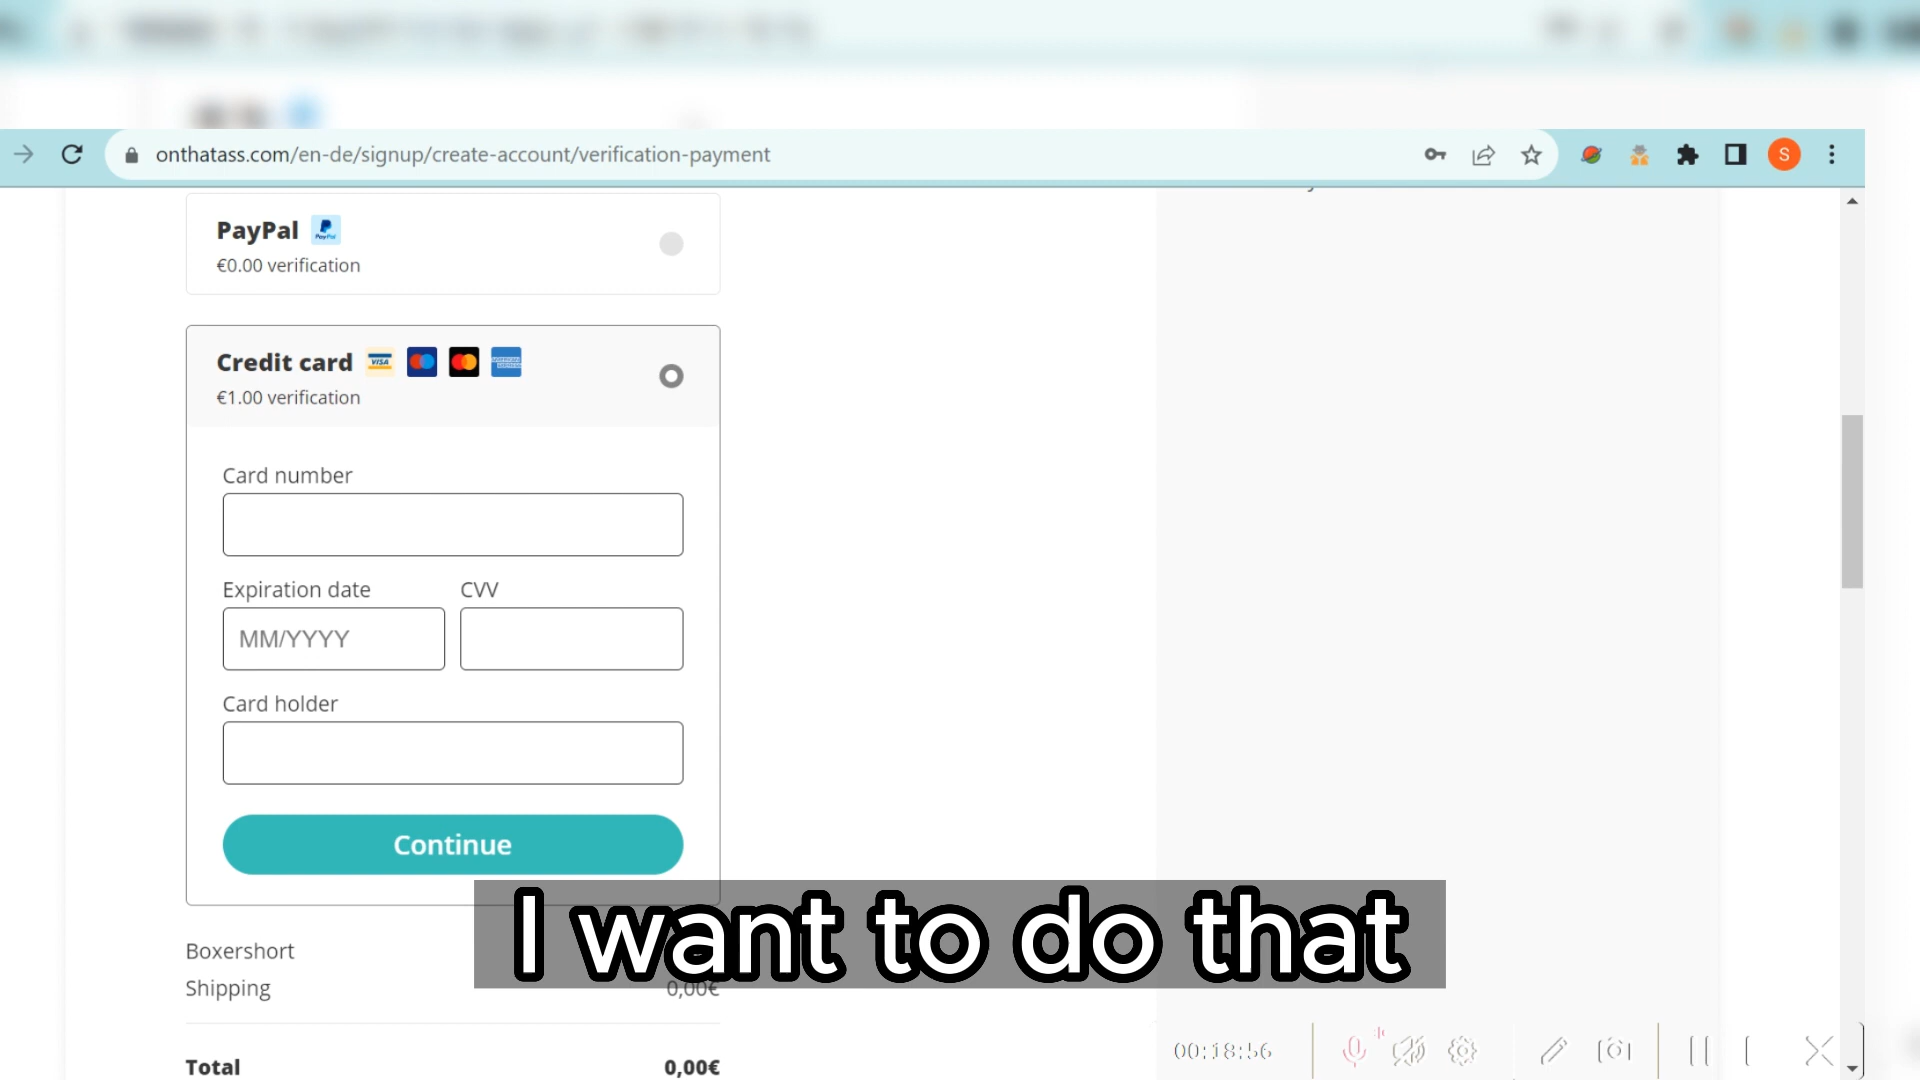 onthatass.com/en-de/signup/create-account/verification-payment
S
PayPal PayPal
€0.00 verification
Credit card VISA
€1.00 verification
Card number
Expiration date CVV
MM/YYYY
Card holder
Continue
I want to do that
Boxershort
Shipping 0,00€
Total 0,00€
00:18:56